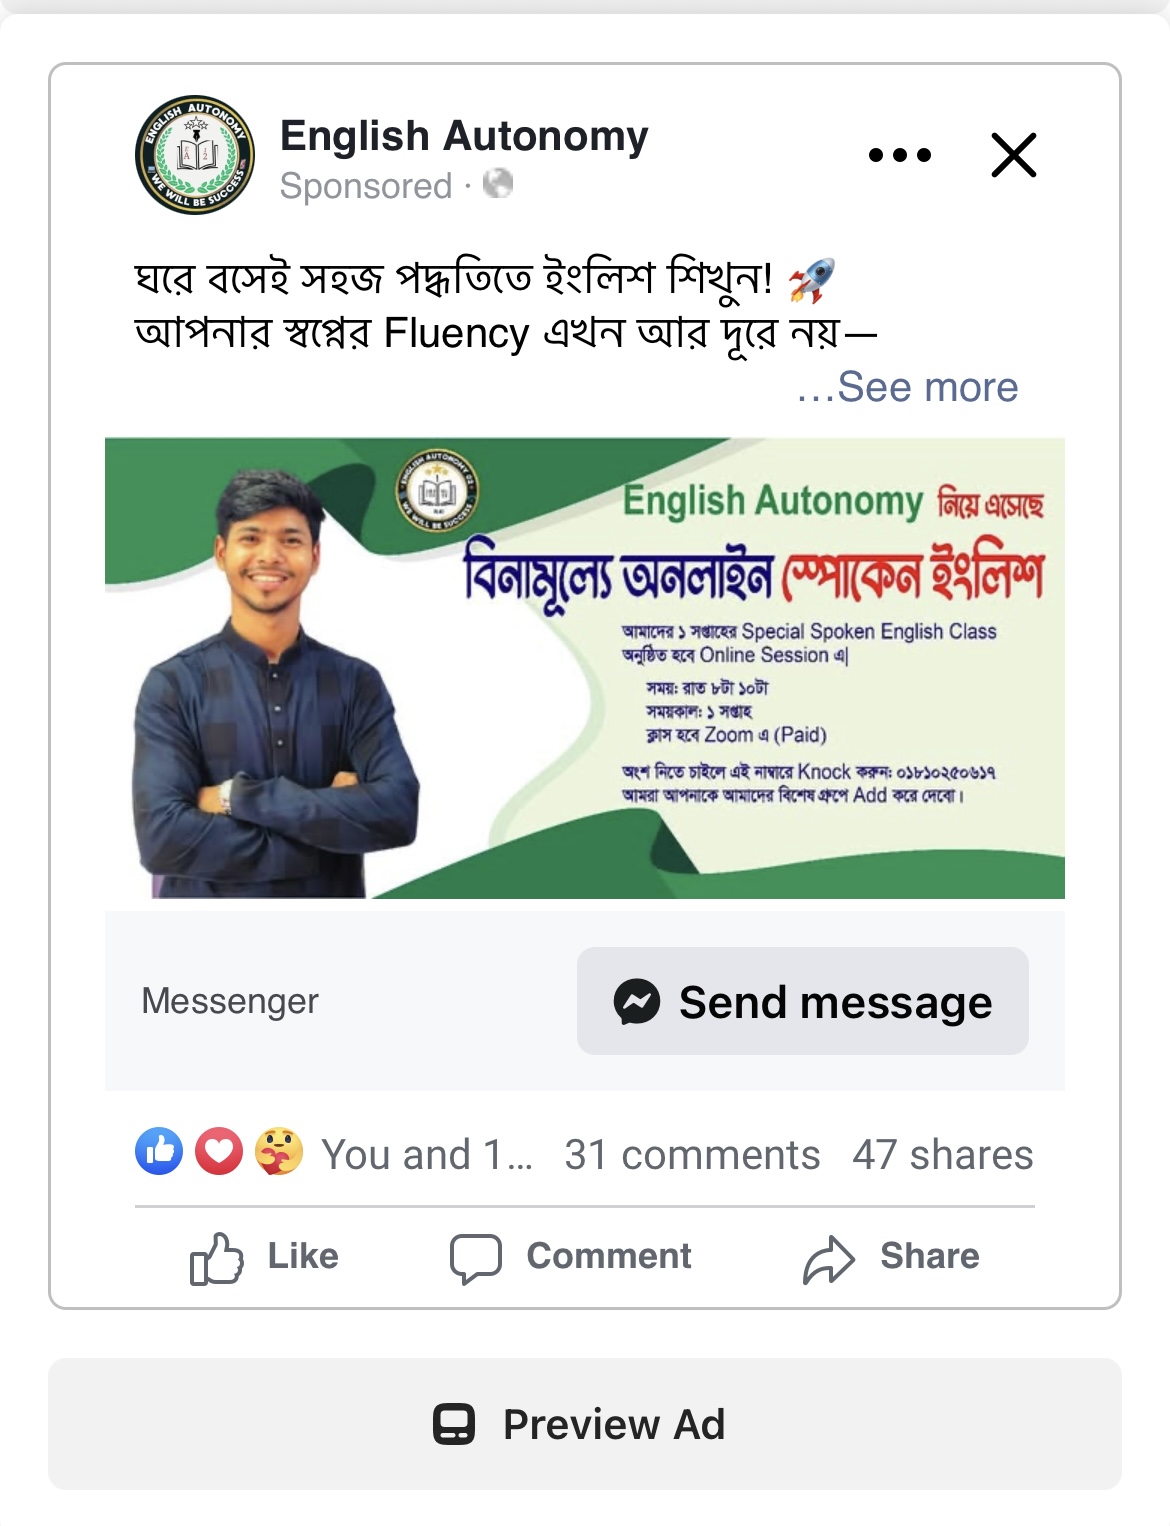 ENGLISH AUTONOMY
WE WILL BE SUCCESS
English Autonomy
Sponsored ·
ঘরে বসেই সহজ পদ্ধতিতে ইংলিশ শিখুন! 🚀
আপনার স্বপ্নের Fluency এখন আর দূরে নয়—
...See more
English Autonomy নিয়ে এসেছে
বিনামূল্যে অনলাইন স্পোকেন ইংলিশ
আমাদের ১ সপ্তাহের Special Spoken English Class
অনুষ্ঠিত হবে Online Session এ|
সময়: রাত ৮টা ১০টা
সময়কাল: ১ সপ্তাহ
ক্লাস হবে Zoom এ (Paid)
অংশ নিতে চাইলে এই নাম্বারে Knock করুন: ০১৮১০২৫০৬১৭
আমরা আপনাকে আমাদের বিশেষ গ্রুপে Add করে দেবো।
Messenger
Send message
You and 1... 31 comments 47 shares
Like Comment Share
Preview Ad